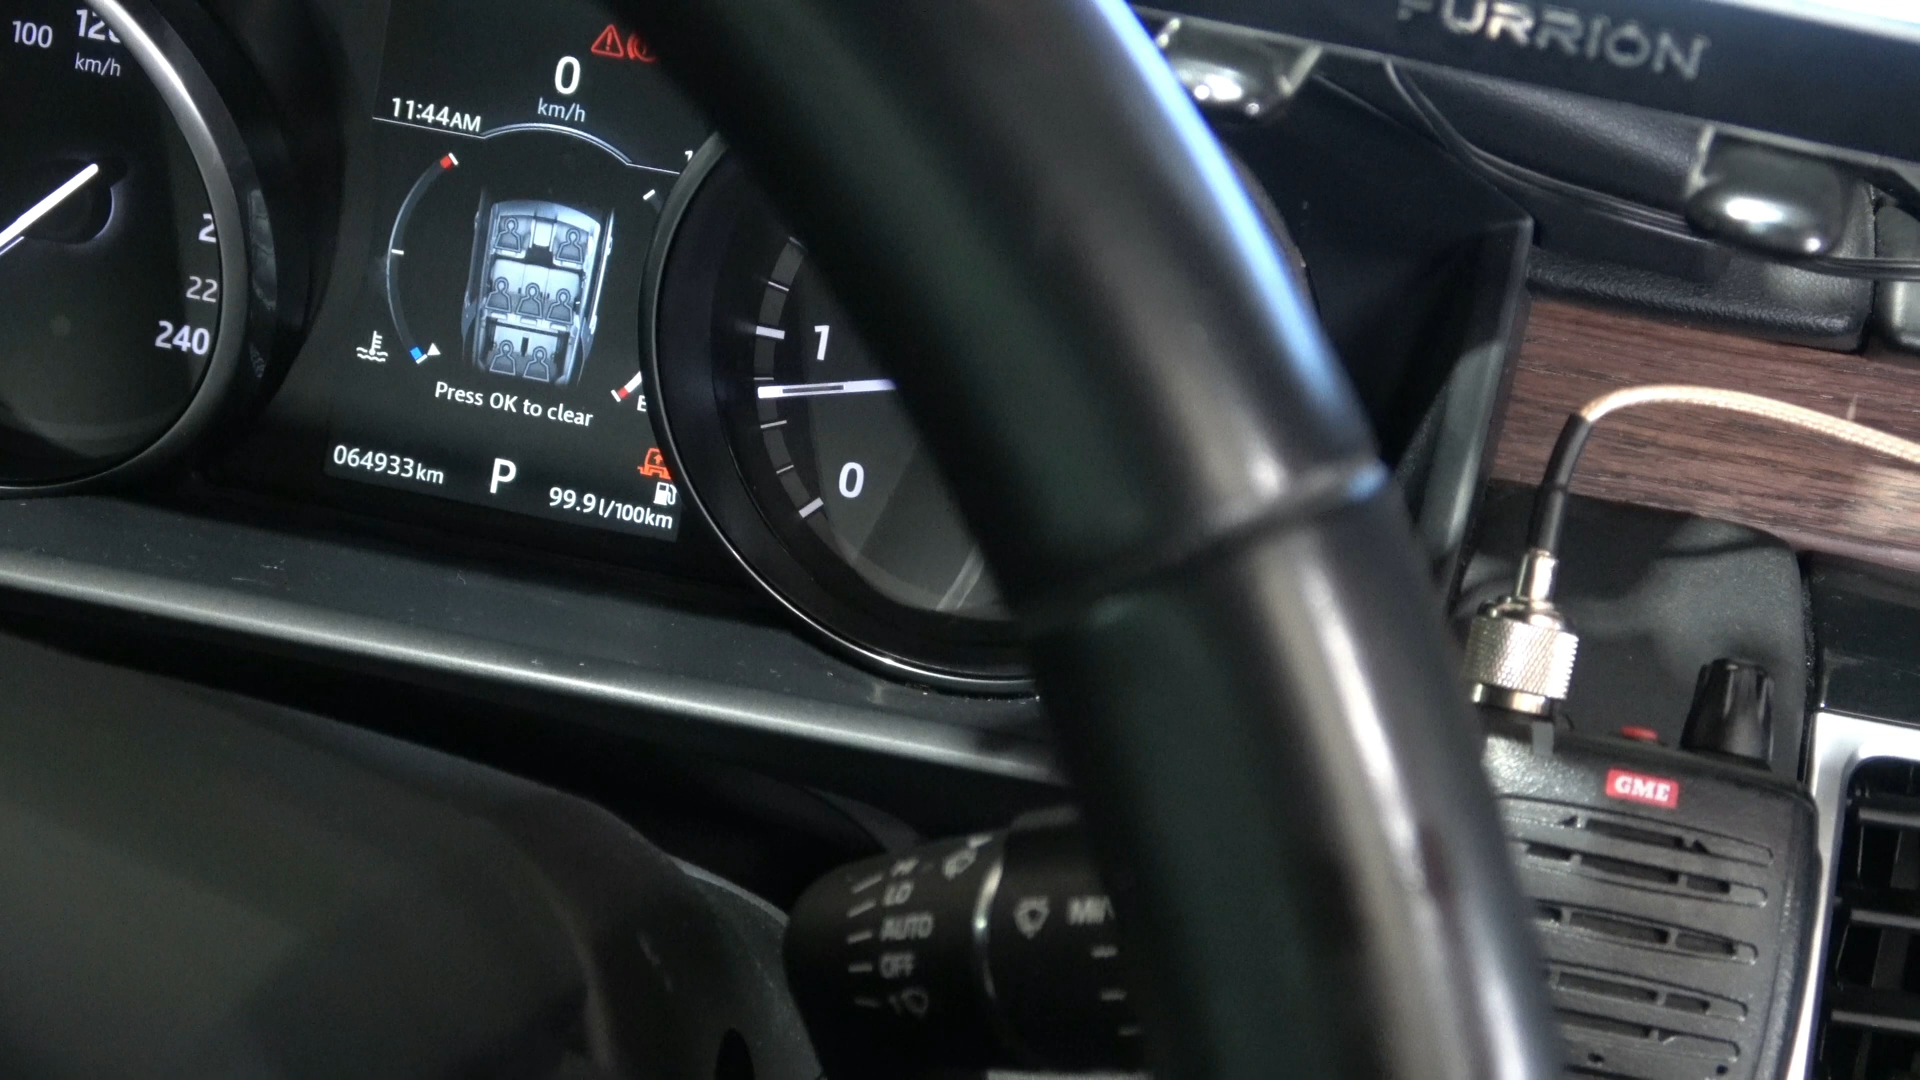 100
km/h
0
km/h
11:44AM
FURRION
22
240
Press OK to clear
1
0
064933km
P
99.9 l/100km
GME
LO
AUTO
OFF